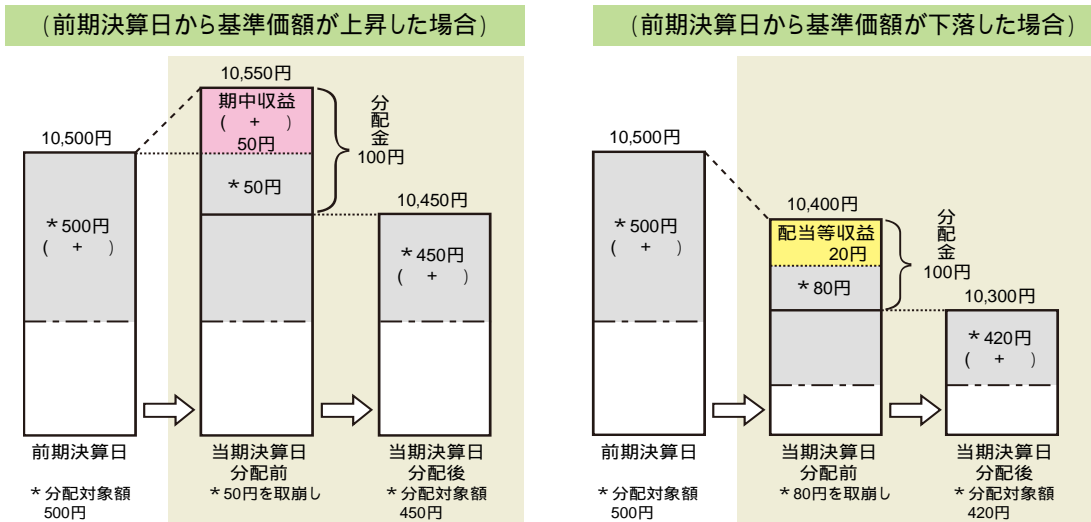 (前期決算日から基準価額が上昇した場合)
10,550円
期中収益
( + )
50円
分配金
100円
10,500円
*50円
10,450円
*500円
( + )
*450円
( + )
前期決算日
当期決算日
分配前
当期決算日
分配後
*分配対象額
500円
*50円を取崩し
*分配対象額
450円
(前期決算日から基準価額が下落した場合)
10,500円
10,400円
配当等収益
20円
分配金
100円
*500円
( + )
*80円
10,300円
*420円
( + )
前期決算日
当期決算日
分配前
当期決算日
分配後
*分配対象額
500円
*80円を取崩し
*分配対象額
420円